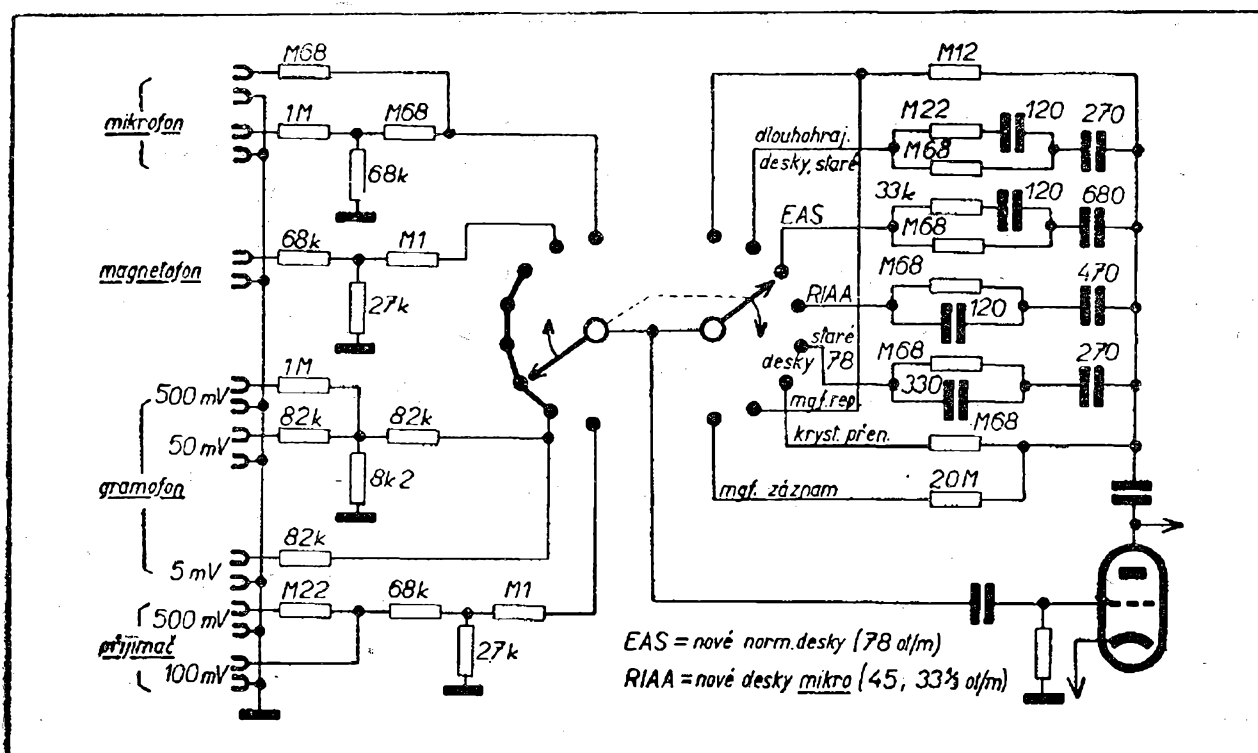 M68
mikrofon
1M
M68
68k
magnetofon
68k
M1
27k
1M
500 mV
82k
82k
50 mV
8k2
gramofon
82k
5 mV
M22
68k
M1
500 mV
přijímač
27k
100 mV
M12
M22
120
270
dlouhohraj.
desky, staré
M68
33k
120
680
EAS
M68
M68
470
RIAA
120
staré
desky
78
M68
270
330
mgf. rep.
M68
kryst. přen.
20M
mgf. záznam
EAS = nové norm. desky (78 ot/m)
RIAA = nové desky mikro (45, 33⅓ ot/m)